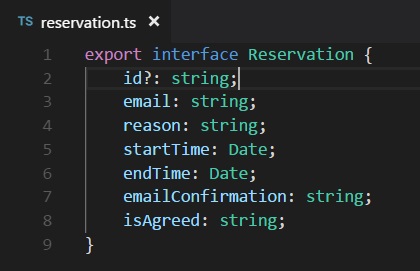 TS reservation.ts ×
1 export interface Reservation {
2 id?: string;
3 email: string;
4 reason: string;
5 startTime: Date;
6 endTime: Date;
7 emailConfirmation: string;
8 isAgreed: string;
9 }